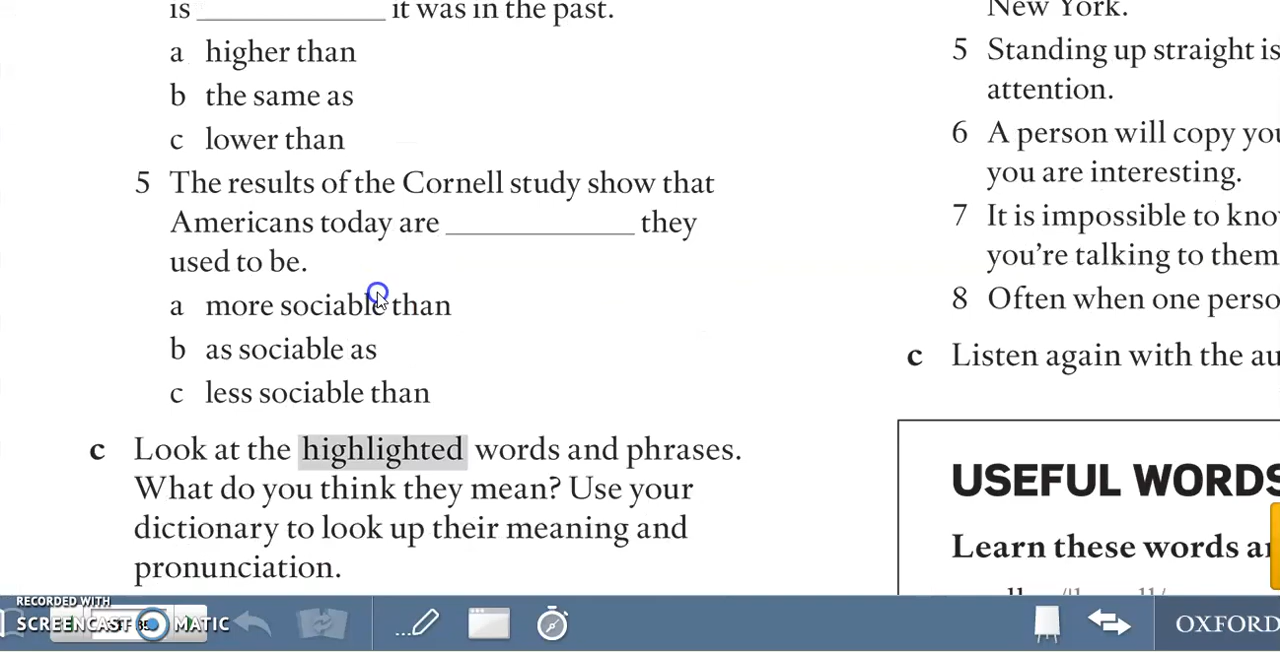 is ____________ it was in the past.
a higher than
b the same as
c lower than
5 The results of the Cornell study show that
Americans today are ____________ they
used to be.
a more sociable than
b as sociable as
c less sociable than
c Look at the highlighted words and phrases.
What do you think they mean? Use your
dictionary to look up their meaning and
pronunciation.
New York.
5 Standing up straight is
attention.
6 A person will copy you
you are interesting.
7 It is impossible to kno
you're talking to them
8 Often when one perso
c Listen again with the au
USEFUL WORDS
Learn these words an
RECORDED WITH
SCREENCAST MATIC
OXFORD